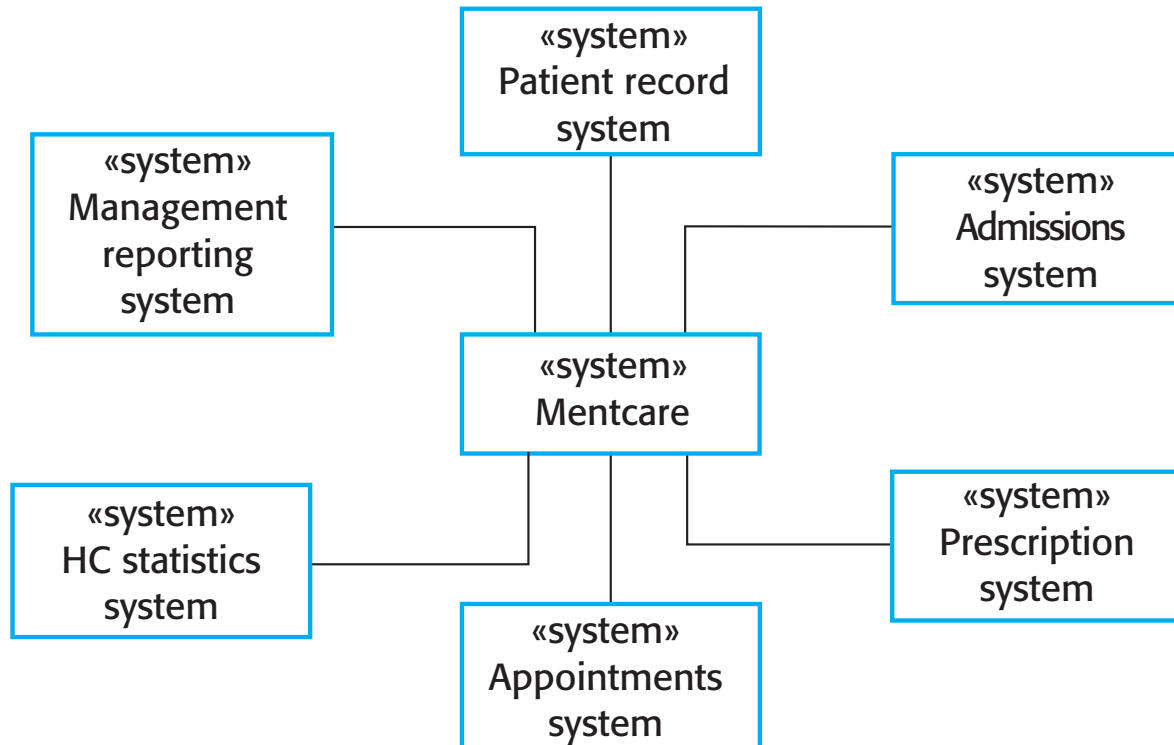 «system»
Patient record
system
«system»
Management
reporting
system
«system»
Admissions
system
«system»
Mentcare
«system»
HC statistics
system
«system»
Prescription
system
«system»
Appointments
system